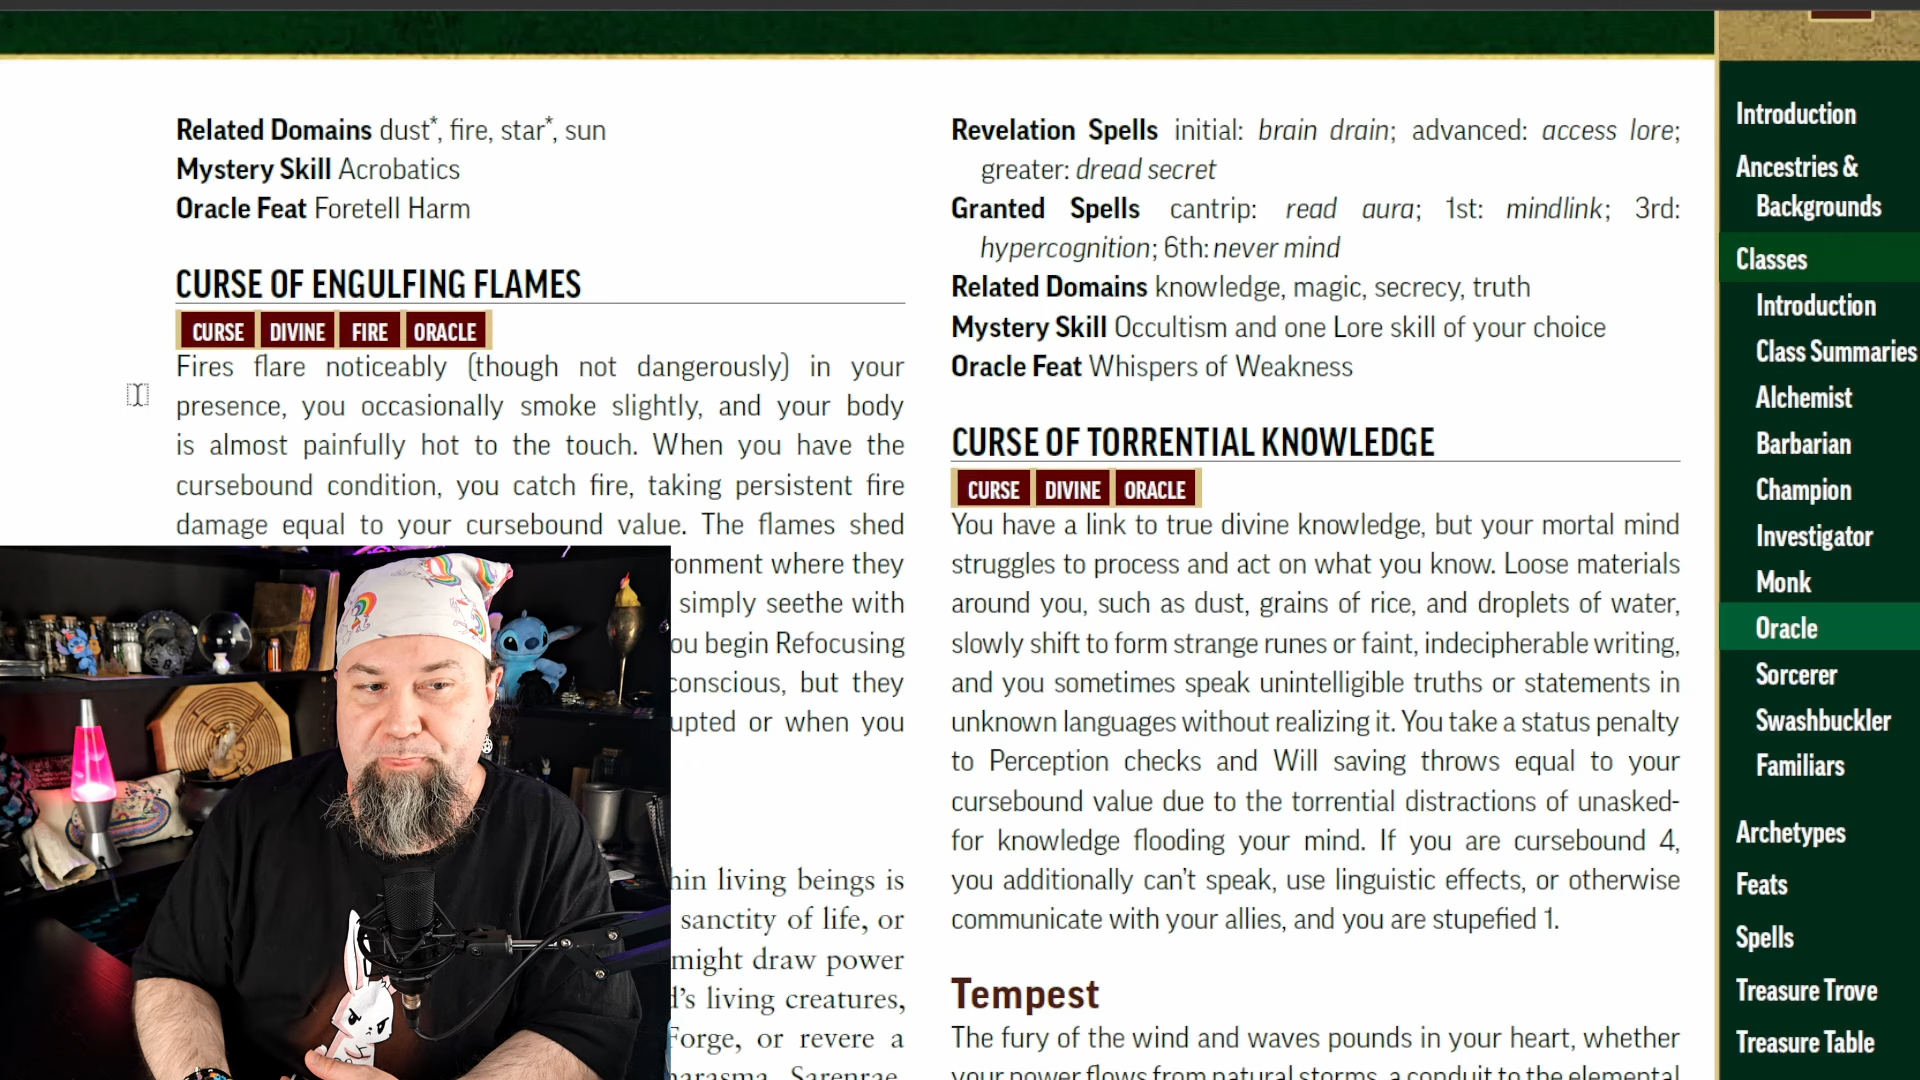 Related Domains dust*, fire, star*, sun
Mystery Skill Acrobatics
Oracle Feat Foretell Harm
CURSE OF ENGULFING FLAMES
CURSE DIVINE FIRE ORACLE
Fires flare noticeably (though not dangerously) in your
presence, you occasionally smoke slightly, and your body
is almost painfully hot to the touch. When you have the
cursebound condition, you catch fire, taking persistent fire
damage equal to your cursebound value. The flames shed
where they
simply seethe with
begin Refocusing
but they
or when you
living beings is
sanctity of life, or
might draw power
living creatures,
Forge, or revere a
Sarenrae,
Revelation Spells initial: brain drain; advanced: access lore;
greater: dread secret
Granted Spells cantrip: read aura; 1st: mindlink; 3rd:
hypercognition; 6th: never mind
Related Domains knowledge, magic, secrecy, truth
Mystery Skill Occultism and one Lore skill of your choice
Oracle Feat Whispers of Weakness
CURSE OF TORRENTIAL KNOWLEDGE
CURSE DIVINE ORACLE
You have a link to true divine knowledge, but your mortal mind
struggles to process and act on what you know. Loose materials
around you, such as dust, grains of rice, and droplets of water,
slowly shift to form strange runes or faint, indecipherable writing,
and you sometimes speak unintelligible truths or statements in
unknown languages without realizing it. You take a status penalty
to Perception checks and Will saving throws equal to your
cursebound value due to the torrential distractions of unasked-
for knowledge flooding your mind. If you are cursebound 4,
you additionally can't speak, use linguistic effects, or otherwise
communicate with your allies, and you are stupefied 1.
Tempest
The fury of the wind and waves pounds in your heart, whether
your power flows from natural storms, a conduit to the elemental
Introduction
Ancestries &
Backgrounds
Classes
Introduction
Class Summaries
Alchemist
Barbarian
Champion
Investigator
Monk
Oracle
Sorcerer
Swashbuckler
Familiars
Archetypes
Feats
Spells
Treasure Trove
Treasure Table